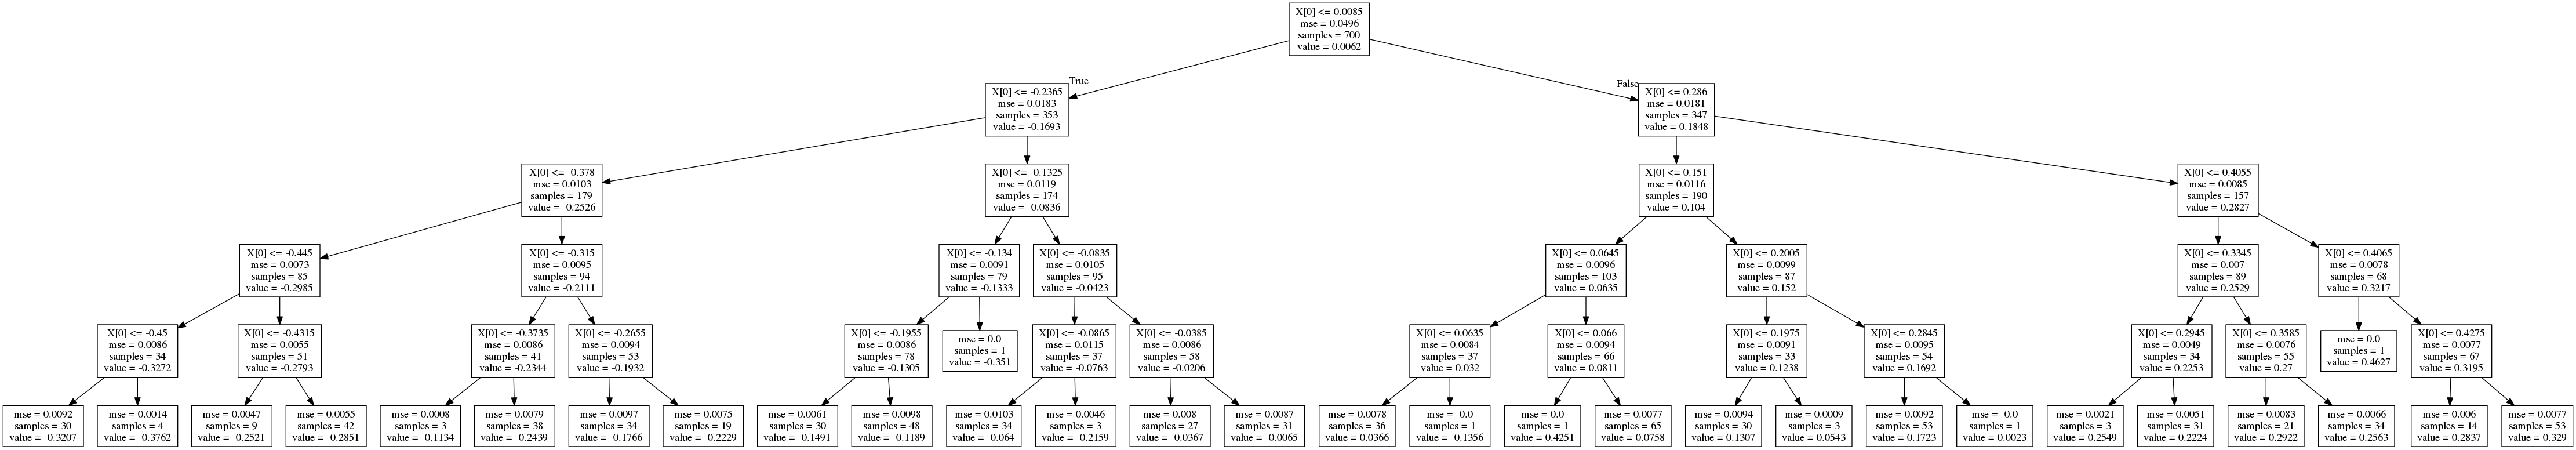 X[0] <= 0.0085
mse = 0.0496
samples = 700
value = 0.0062
True
False
X[0] <= -0.2365
mse = 0.0183
samples = 353
value = -0.1693
X[0] <= 0.286
mse = 0.0181
samples = 347
value = 0.1848
X[0] <= -0.378
mse = 0.0103
samples = 179
value = -0.2526
X[0] <= -0.1325
mse = 0.0119
samples = 174
value = -0.0836
X[0] <= 0.151
mse = 0.0116
samples = 190
value = 0.104
X[0] <= 0.4055
mse = 0.0085
samples = 157
value = 0.2827
X[0] <= -0.445
mse = 0.0073
samples = 85
value = -0.2985
X[0] <= -0.315
mse = 0.0095
samples = 94
value = -0.2111
X[0] <= -0.134
mse = 0.0091
samples = 79
value = -0.1333
X[0] <= -0.0835
mse = 0.0105
samples = 95
value = -0.0423
X[0] <= 0.0645
mse = 0.0096
samples = 103
value = 0.0635
X[0] <= 0.2005
mse = 0.0099
samples = 87
value = 0.152
X[0] <= 0.3345
mse = 0.007
samples = 89
value = 0.2529
X[0] <= 0.4065
mse = 0.0078
samples = 68
value = 0.3217
X[0] <= -0.45
mse = 0.0086
samples = 34
value = -0.3272
X[0] <= -0.4315
mse = 0.0055
samples = 51
value = -0.2793
X[0] <= -0.3735
mse = 0.0086
samples = 41
value = -0.2344
X[0] <= -0.2655
mse = 0.0094
samples = 53
value = -0.1932
X[0] <= -0.1955
mse = 0.0086
samples = 78
value = -0.1305
mse = 0.0
samples = 1
value = -0.351
X[0] <= -0.0865
mse = 0.0115
samples = 37
value = -0.0763
X[0] <= -0.0385
mse = 0.0086
samples = 58
value = -0.0206
X[0] <= 0.0635
mse = 0.0084
samples = 37
value = 0.032
X[0] <= 0.066
mse = 0.0094
samples = 66
value = 0.0811
X[0] <= 0.1975
mse = 0.0091
samples = 33
value = 0.1238
X[0] <= 0.2845
mse = 0.0095
samples = 54
value = 0.1692
X[0] <= 0.2945
mse = 0.0049
samples = 34
value = 0.2253
X[0] <= 0.3585
mse = 0.0076
samples = 55
value = 0.27
mse = 0.0
samples = 1
value = 0.4627
X[0] <= 0.4275
mse = 0.0077
samples = 67
value = 0.3195
mse = 0.0092
samples = 30
value = -0.3207
mse = 0.0014
samples = 4
value = -0.3762
mse = 0.0047
samples = 9
value = -0.2521
mse = 0.0055
samples = 42
value = -0.2851
mse = 0.0008
samples = 3
value = -0.1134
mse = 0.0079
samples = 38
value = -0.2439
mse = 0.0097
samples = 34
value = -0.1766
mse = 0.0075
samples = 19
value = -0.2229
mse = 0.0061
samples = 30
value = -0.1491
mse = 0.0098
samples = 48
value = -0.1189
mse = 0.0103
samples = 34
value = -0.064
mse = 0.0046
samples = 3
value = -0.2159
mse = 0.008
samples = 27
value = -0.0367
mse = 0.0087
samples = 31
value = -0.0065
mse = 0.0078
samples = 36
value = 0.0366
mse = -0.0
samples = 1
value = -0.1356
mse = 0.0
samples = 1
value = 0.4251
mse = 0.0077
samples = 65
value = 0.0758
mse = 0.0094
samples = 30
value = 0.1307
mse = 0.0009
samples = 3
value = 0.0543
mse = 0.0092
samples = 53
value = 0.1723
mse = -0.0
samples = 1
value = 0.0023
mse = 0.0021
samples = 3
value = 0.2549
mse = 0.0051
samples = 31
value = 0.2224
mse = 0.0083
samples = 21
value = 0.2922
mse = 0.0066
samples = 34
value = 0.2563
mse = 0.006
samples = 14
value = 0.2837
mse = 0.0077
samples = 53
value = 0.329